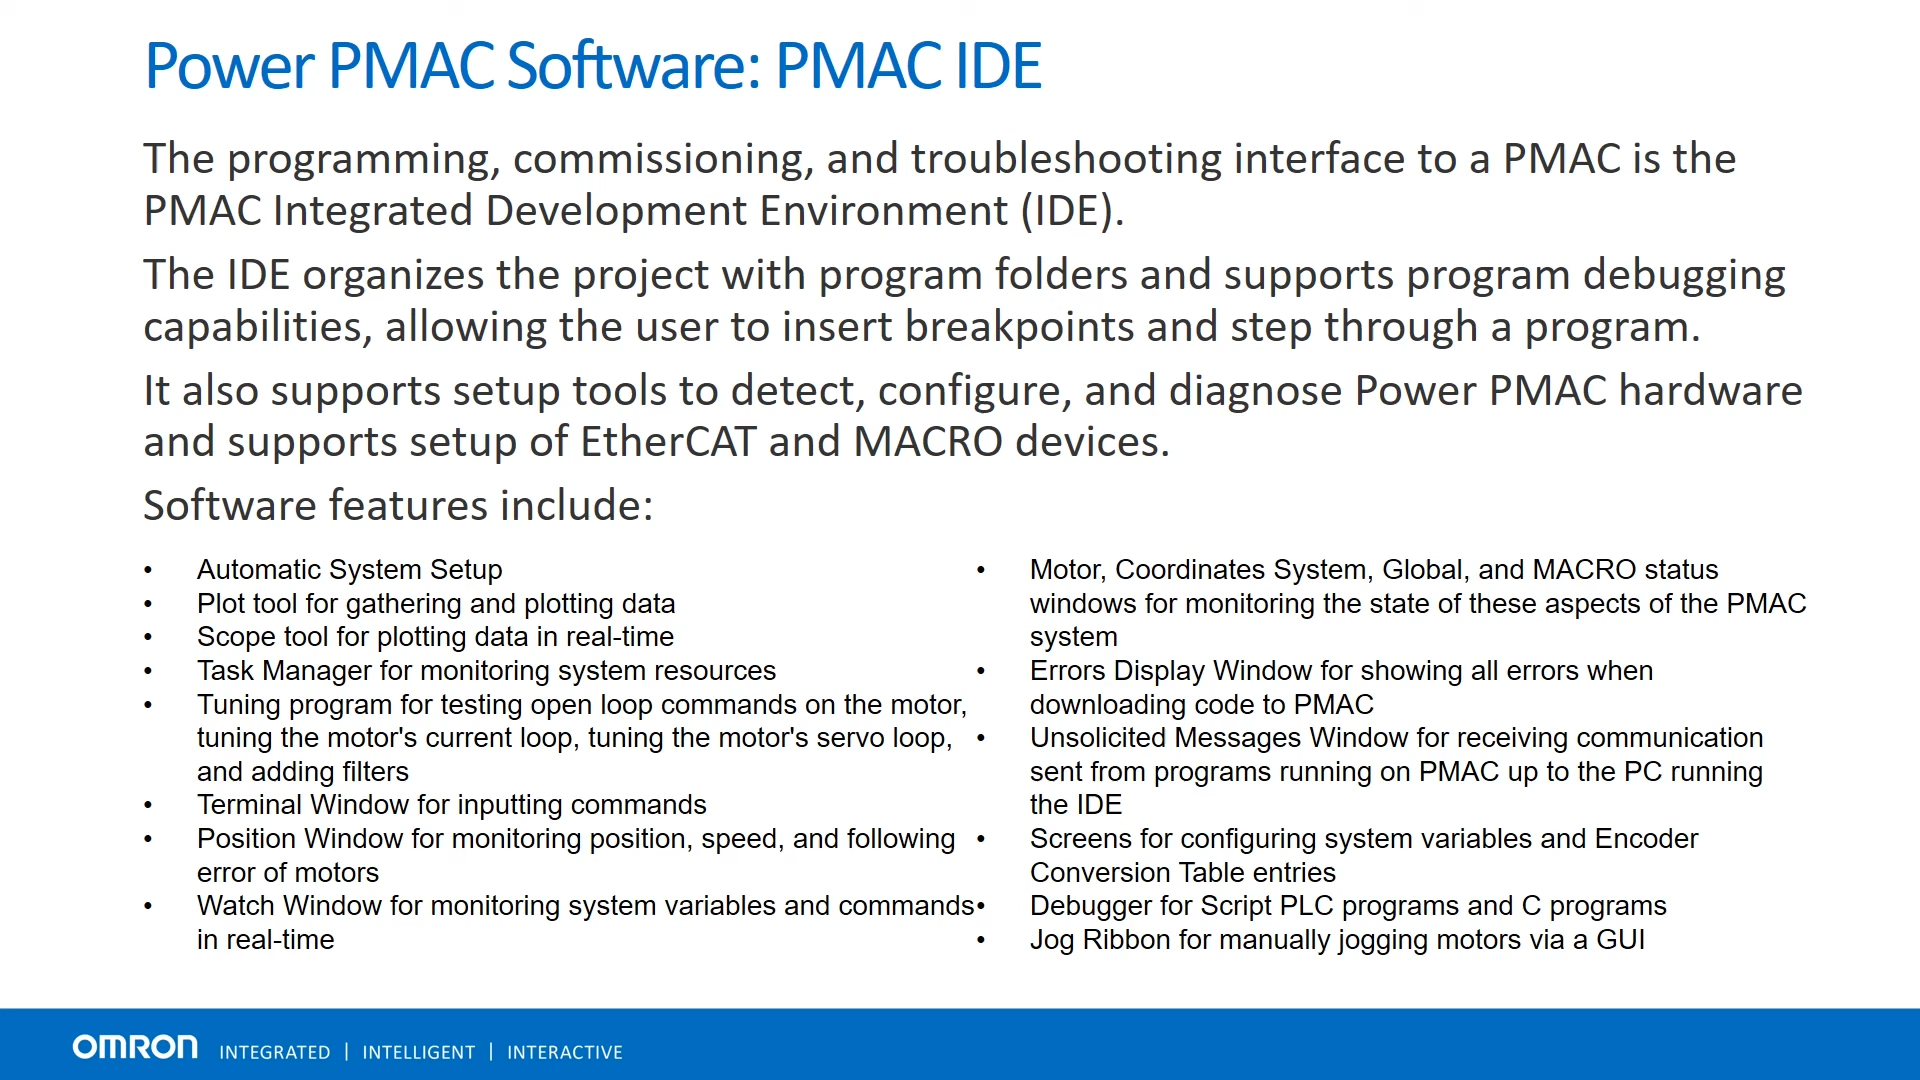 Power PMAC Software: PMAC IDE
The programming, commissioning, and troubleshooting interface to a PMAC is the
PMAC Integrated Development Environment (IDE).
The IDE organizes the project with program folders and supports program debugging
capabilities, allowing the user to insert breakpoints and step through a program.
It also supports setup tools to detect, configure, and diagnose Power PMAC hardware
and supports setup of EtherCAT and MACRO devices.
Software features include:
• Automatic System Setup
• Plot tool for gathering and plotting data
• Scope tool for plotting data in real-time
• Task Manager for monitoring system resources
• Tuning program for testing open loop commands on the motor,
tuning the motor's current loop, tuning the motor's servo loop,
and adding filters
• Terminal Window for inputting commands
• Position Window for monitoring position, speed, and following
error of motors
• Watch Window for monitoring system variables and commands
in real-time
• Motor, Coordinates System, Global, and MACRO status
windows for monitoring the state of these aspects of the PMAC
system
• Errors Display Window for showing all errors when
downloading code to PMAC
• Unsolicited Messages Window for receiving communication
sent from programs running on PMAC up to the PC running
the IDE
• Screens for configuring system variables and Encoder
Conversion Table entries
• Debugger for Script PLC programs and C programs
• Jog Ribbon for manually jogging motors via a GUI
OMRON INTEGRATED | INTELLIGENT | INTERACTIVE